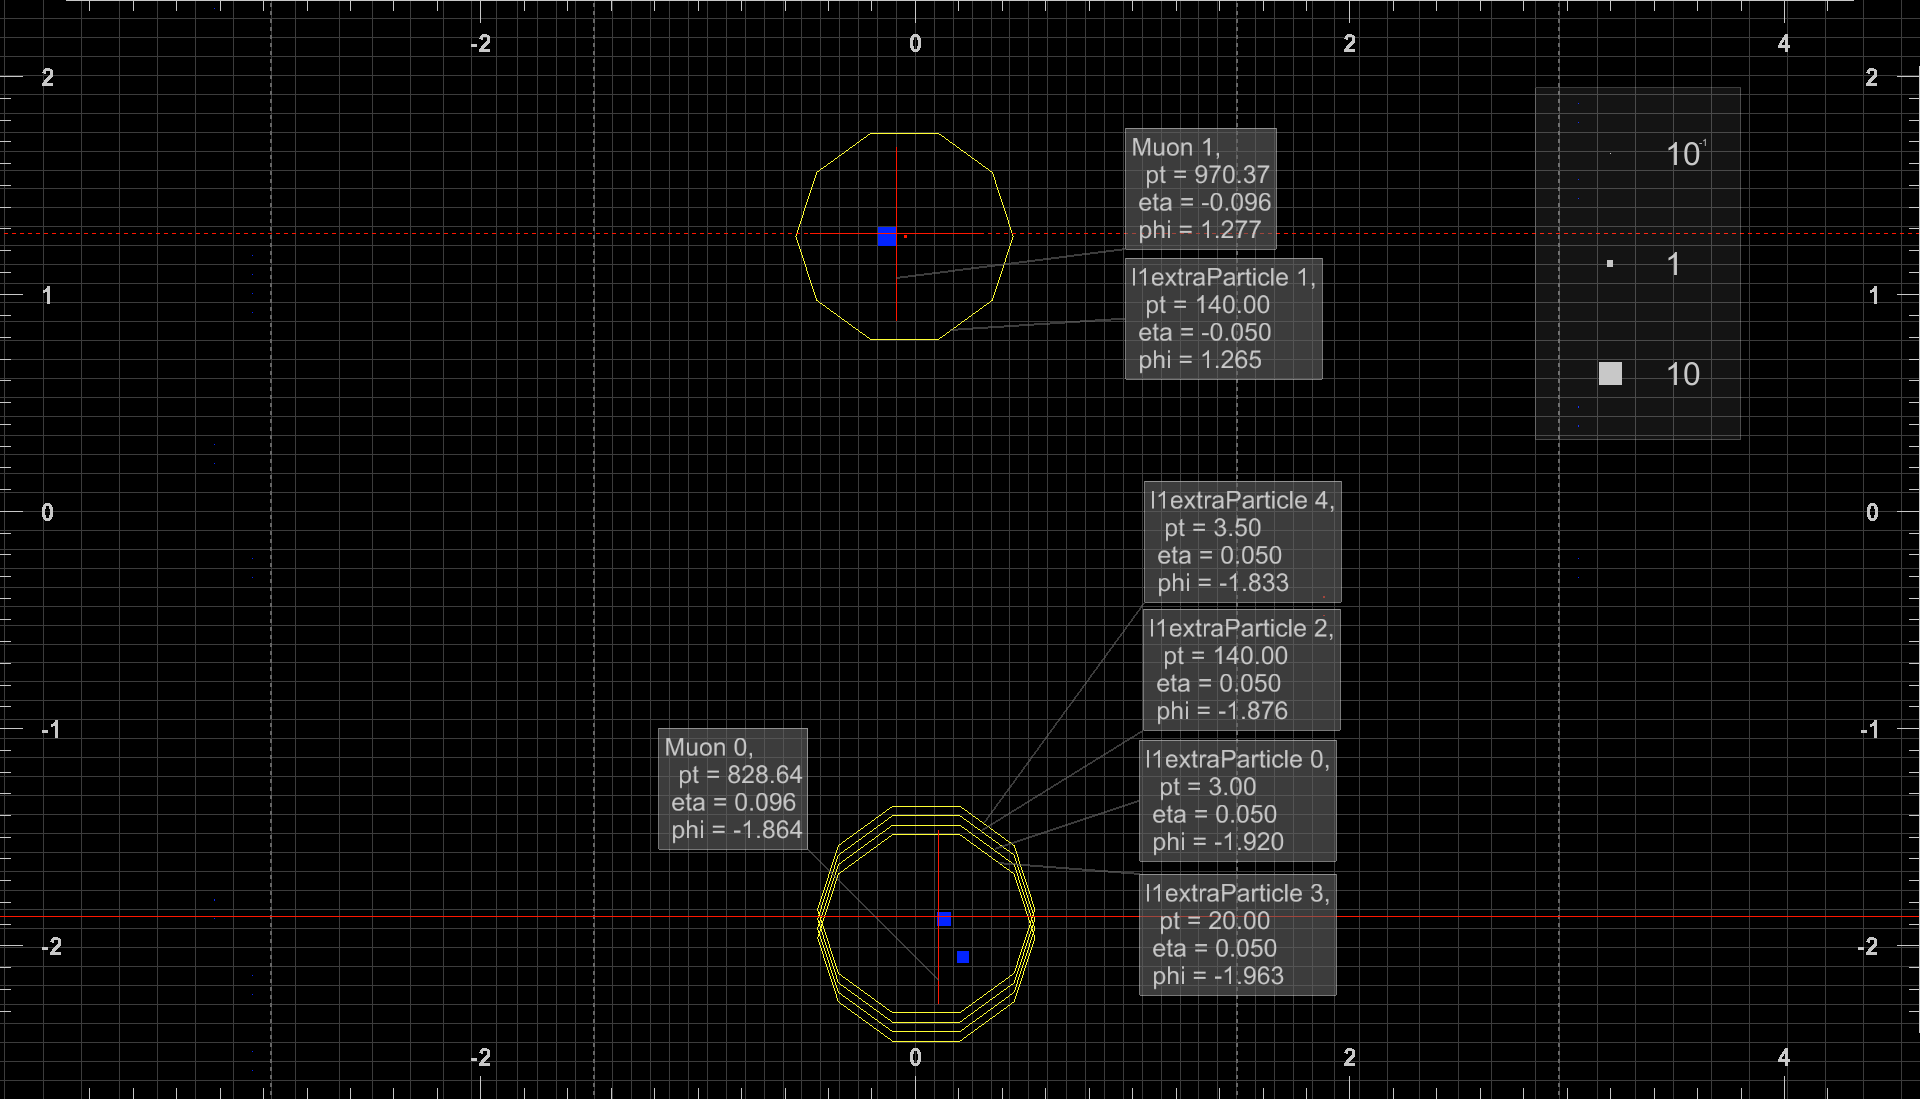 -2 0 2 4
2 2
10-1
Muon 1,
pt = 970.37
eta = -0.096
phi = 1.277
1
l1extraParticle 1,
pt = 140.00
eta = -0.050
phi = 1.265
1 1
10
l1extraParticle 4,
pt = 3.50
eta = 0.050
phi = -1.833
0 0
l1extraParticle 2,
pt = 140.00
eta = 0.050
phi = -1.876
-1 -1
Muon 0,
pt = 828.64
eta = 0.096
phi = -1.864
l1extraParticle 0,
pt = 3.00
eta = 0.050
phi = -1.920
l1extraParticle 3,
pt = 20.00
eta = 0.050
phi = -1.963
-2 -2
-2 0 2 4